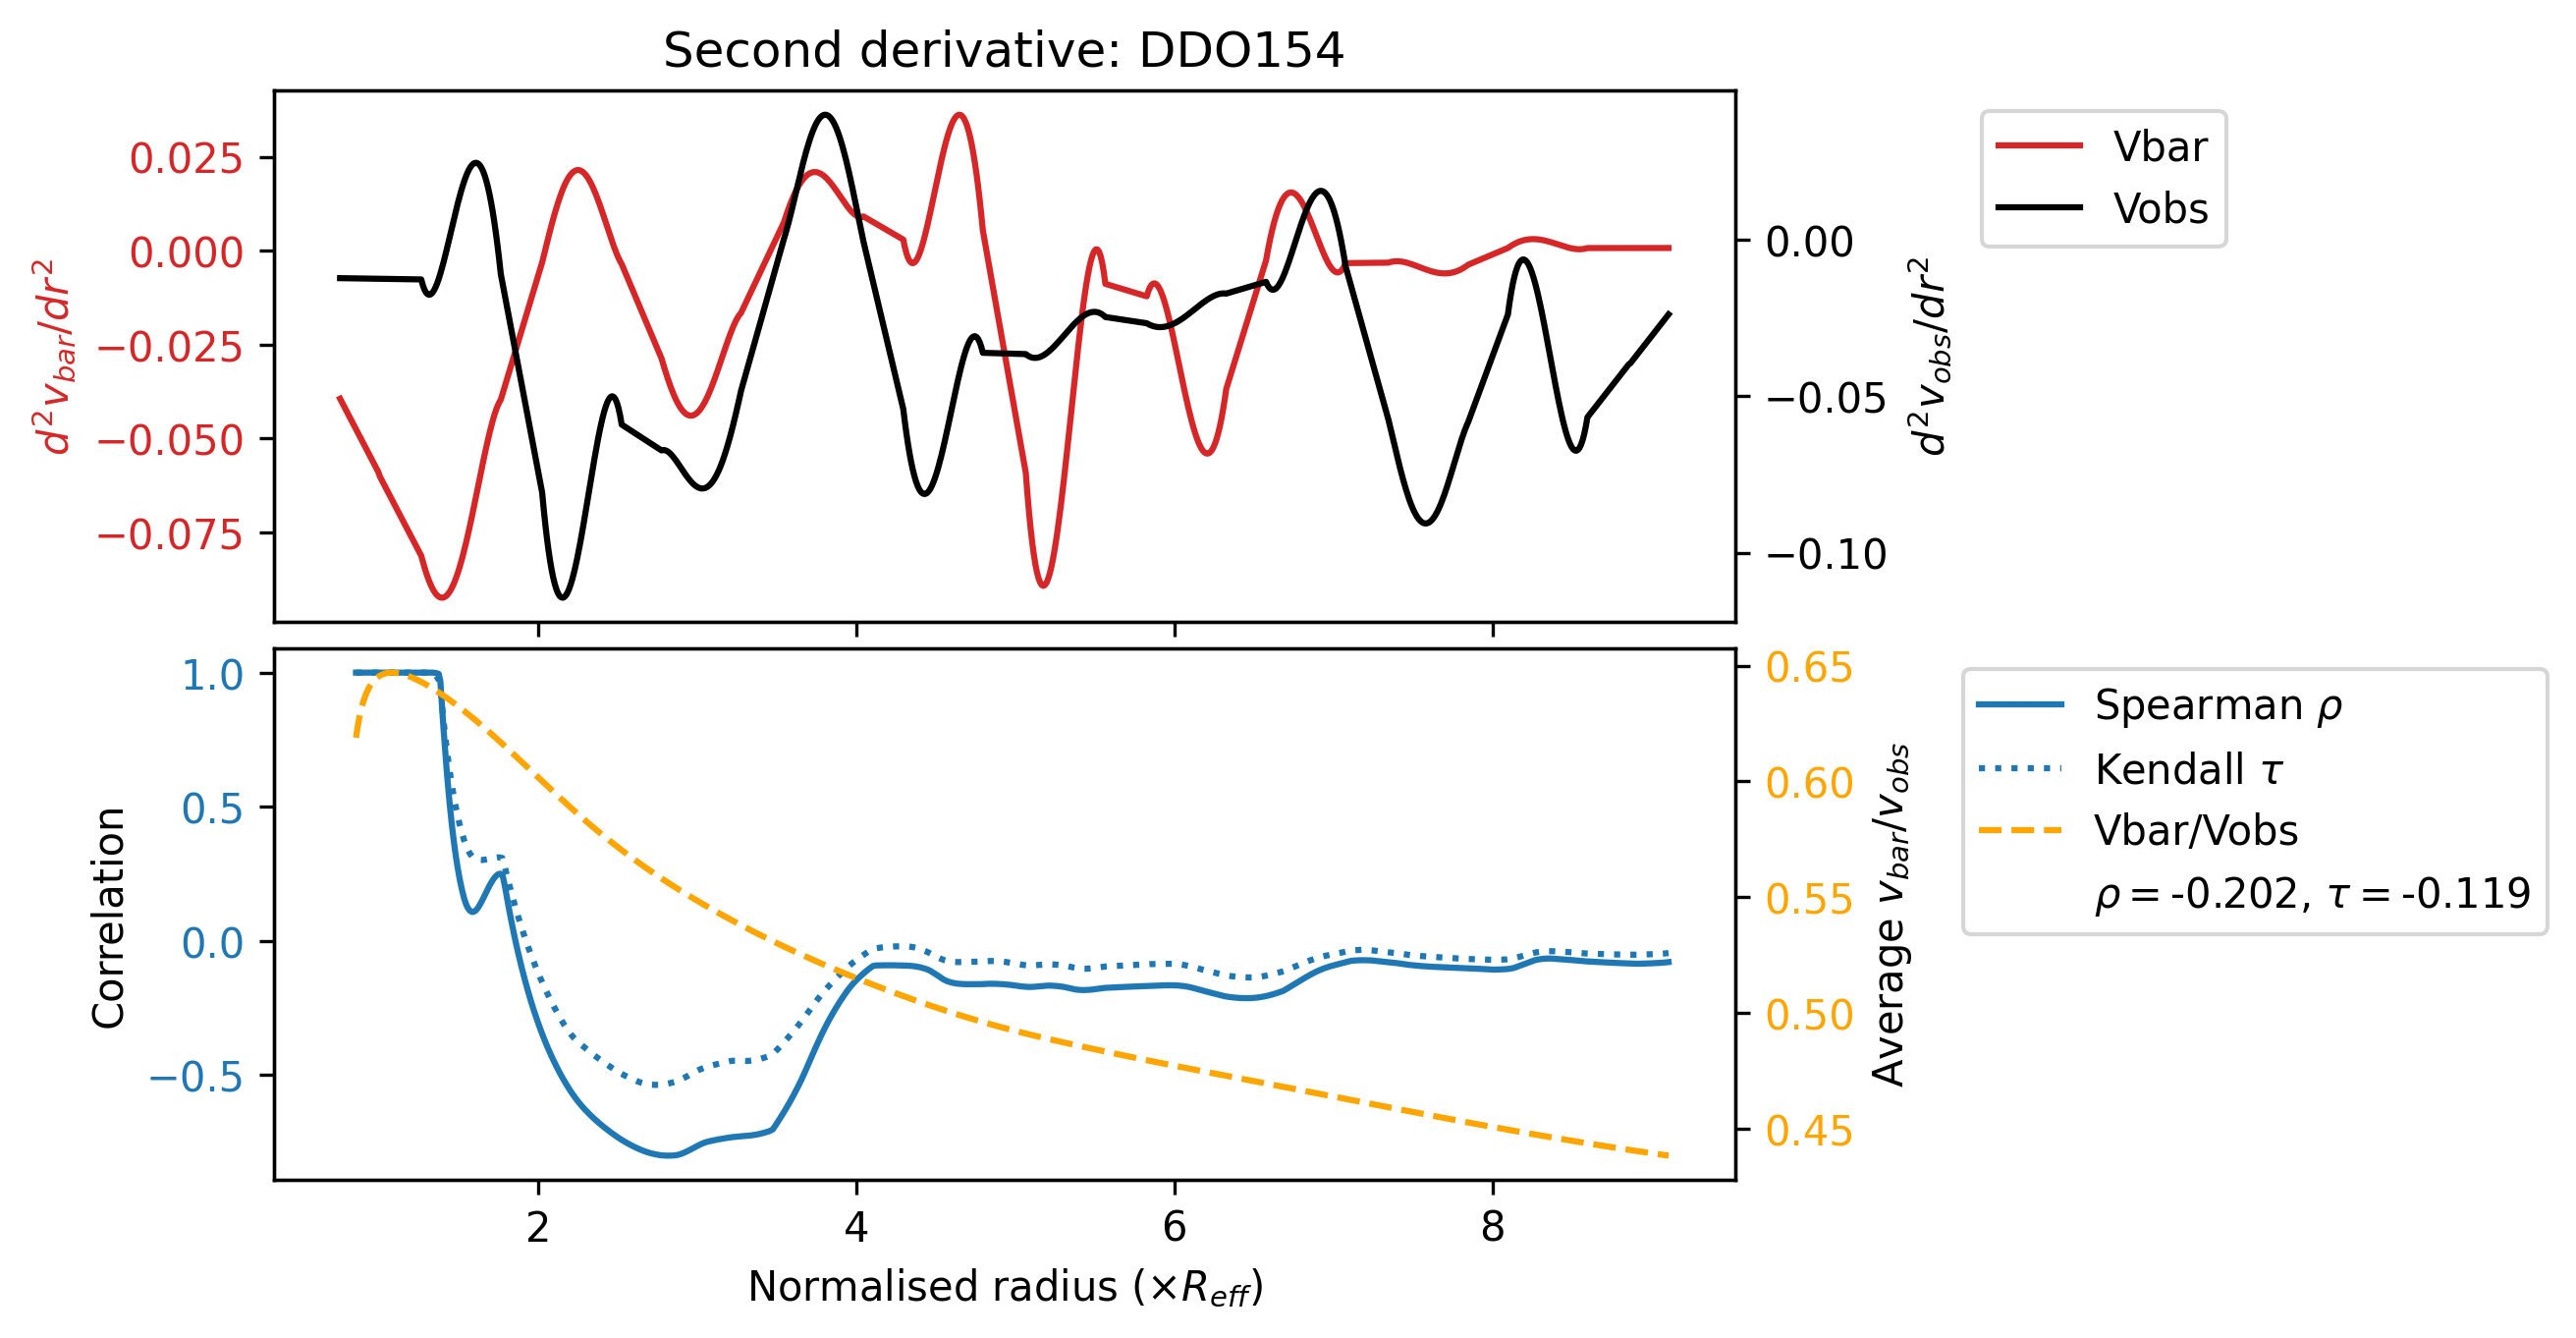 Second derivative: DDO154
0.025
0.000
−0.025
−0.050
−0.075
d²v_bar/dr²
0.00
−0.05
−0.10
d²v_obs/dr²
Vbar
Vobs
1.0
0.5
0.0
−0.5
Correlation
0.65
0.60
0.55
0.50
0.45
Average v_bar/v_obs
Spearman ρ
Kendall τ
Vbar/Vobs
ρ = -0.202, τ = -0.119
2 4 6 8
Normalised radius (×R_eff)